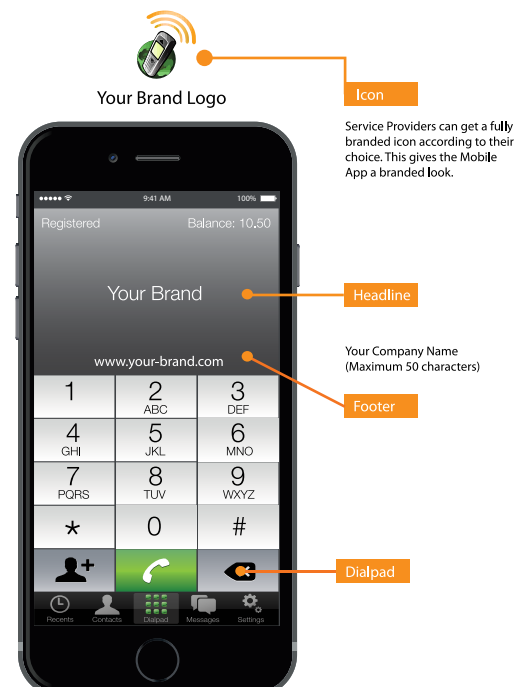 Your Brand Logo
Icon
Service Providers can get a fully
branded icon according to their
choice. This gives the Mobile
App a branded look.
9:41 AM
100%
Registered
Balance: 10.50
Your Brand
Headline
www.your-brand.com
Your Company Name
(Maximum 50 characters)
Footer
1
2
3
ABC
DEF
4
5
6
GHI
JKL
MNO
7
8
9
PQRS
TUV
WXYZ
*
0
#
Dialpad
Recents
Contacts
Dialpad
Messages
Settings